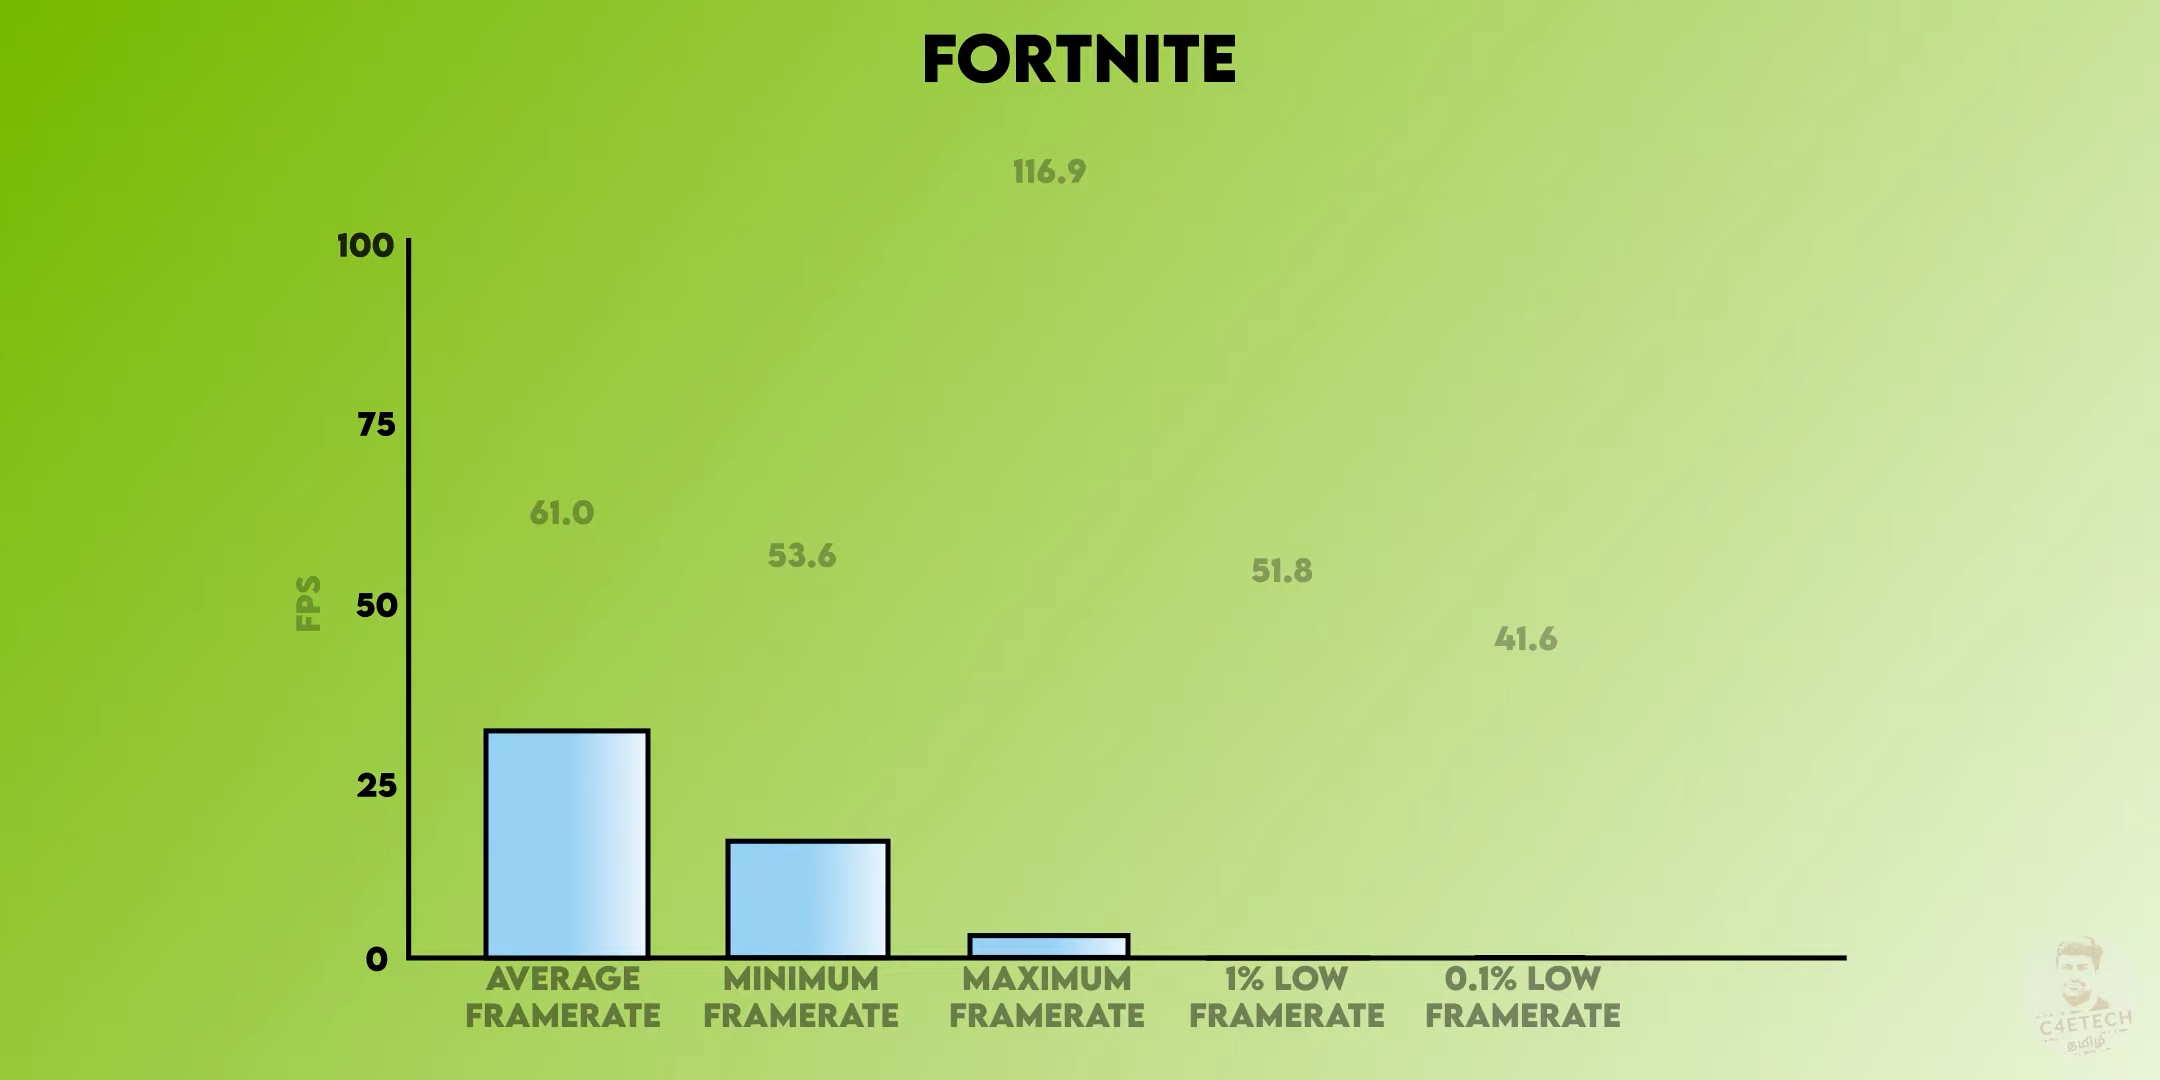 FORTNITE
116.9
100
75
61.0
53.6
51.8
FPS
50
41.6
25
0
AVERAGE FRAMERATE
MINIMUM FRAMERATE
MAXIMUM FRAMERATE
1% LOW FRAMERATE
0.1% LOW FRAMERATE
C4ETECH
தமிழ்